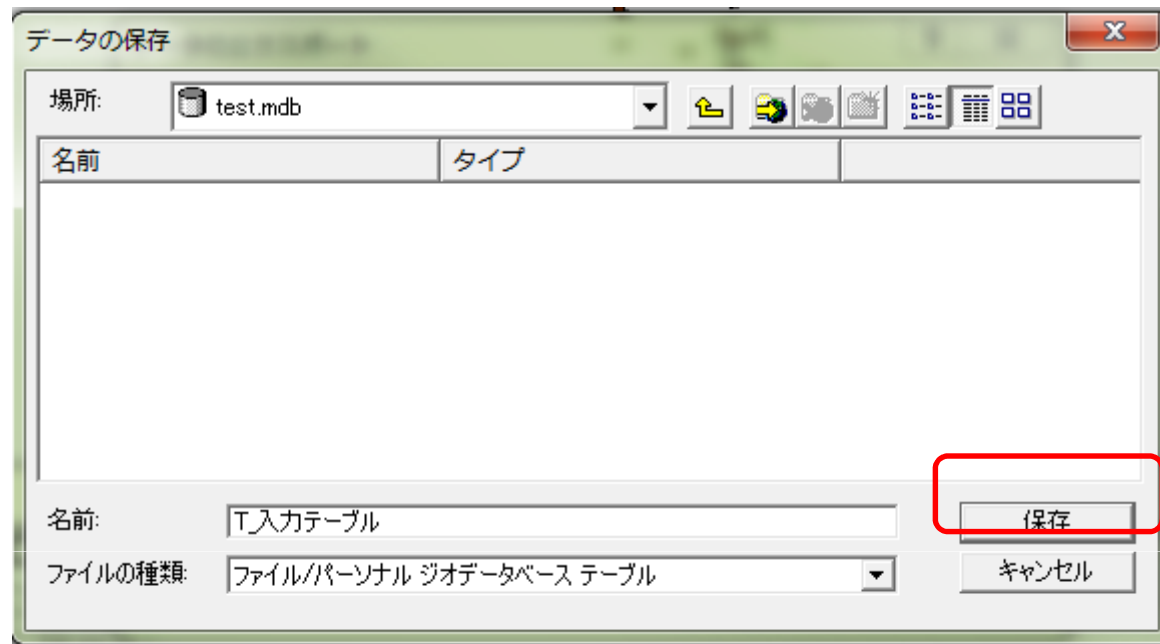 データの保存
場所:
test.mdb
名前
タイプ
名前:
T_入力テーブル
保存
ファイルの種類:
ファイル/パーソナル ジオデータベース テーブル
キャンセル